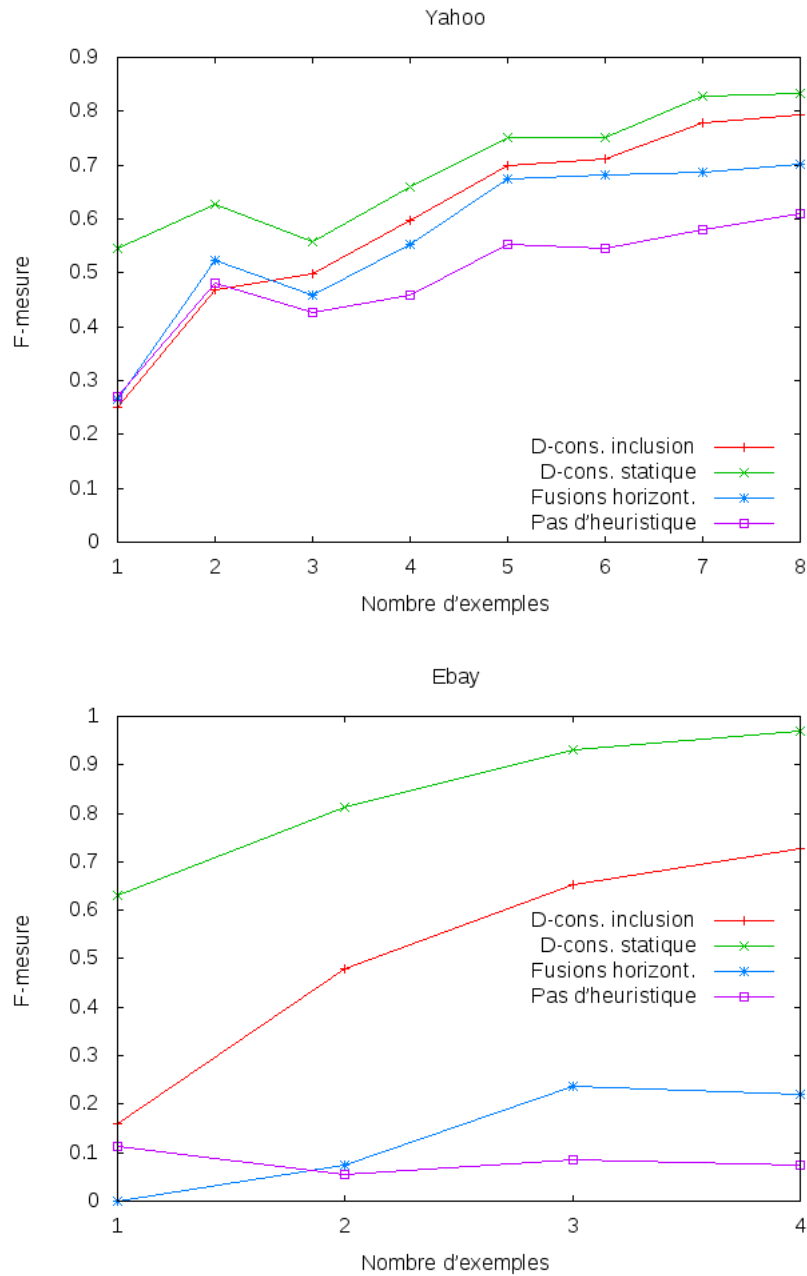 Yahoo
0.9
0.8
0.7
0.6
0.5
0.4
0.3
0.2
0.1
0
F-mesure
D-cons. inclusion
D-cons. statique
Fusions horizont.
Pas d'heuristique
1 2 3 4 5 6 7 8
Nombre d'exemples
Ebay
1
0.9
0.8
0.7
0.6
0.5
0.4
0.3
0.2
0.1
0
F-mesure
D-cons. inclusion
D-cons. statique
Fusions horizont.
Pas d'heuristique
1 2 3 4
Nombre d'exemples